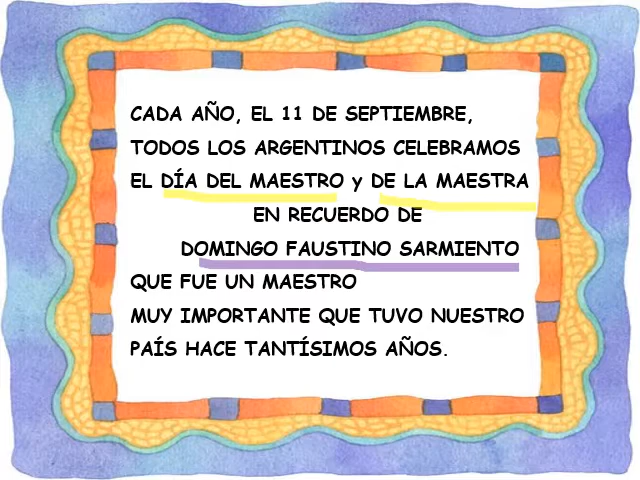 CADA AÑO, EL 11 DE SEPTIEMBRE,
TODOS LOS ARGENTINOS CELEBRAMOS
EL DÍA DEL MAESTRO y DE LA MAESTRA
EN RECUERDO DE
DOMINGO FAUSTINO SARMIENTO
QUE FUE UN MAESTRO
MUY IMPORTANTE QUE TUVO NUESTRO
PAÍS HACE TANTÍSIMOS AÑOS.